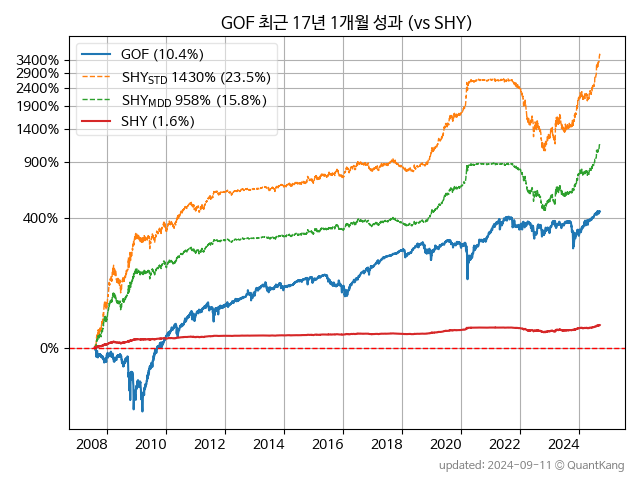 GOF 최근 17년 1개월 성과 (vs SHY)
GOF (10.4%)
SHY_STD 1430% (23.5%)
SHY_MDD 958% (15.8%)
SHY (1.6%)
3400%
2900%
2400%
1900%
1400%
900%
400%
0%
2008 2010 2012 2014 2016 2018 2020 2022 2024
updated: 2024-09-11 © QuantKang